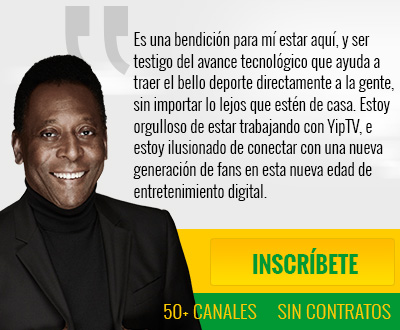 Es una bendición para mí estar aquí, y ser
testigo del avance tecnológico que ayuda a
traer el bello deporte directamente a la gente,
sin importar lo lejos que estén de casa. Estoy
orgulloso de estar trabajando con YipTV, e
estoy ilusionado de conectar con una nueva
generación de fans en esta nueva edad de
entretenimiento digital.
INSCRÍBETE
50+ CANALES SIN CONTRATOS